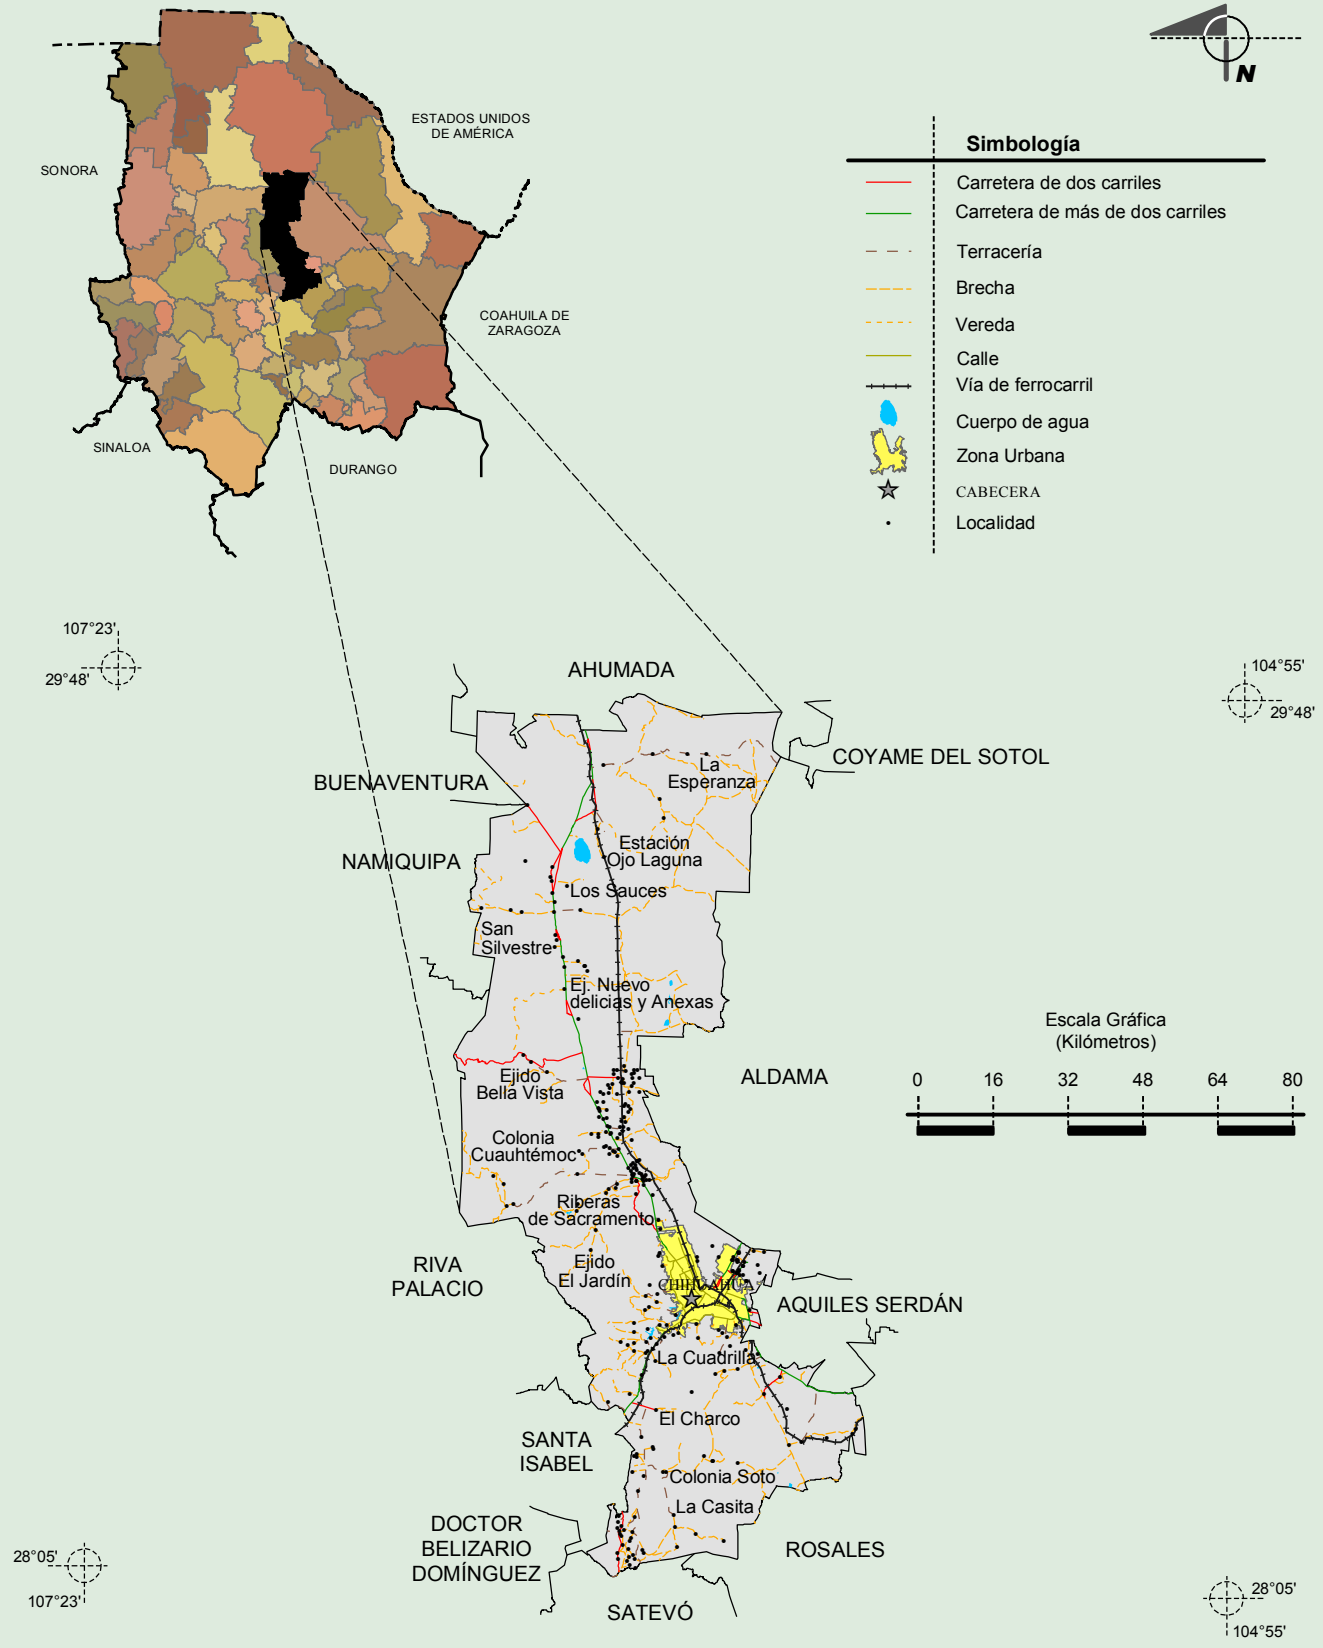 N
ESTADOS UNIDOS
DE AMÉRICA
SONORA
COAHUILA DE
ZARAGOZA
SINALOA
DURANGO
Simbología
Carretera de dos carriles
Carretera de más de dos carriles
Terracería
Brecha
Vereda
Calle
Vía de ferrocarril
Cuerpo de agua
Zona Urbana
CABECERA
Localidad
107°23'
29°48'
104°55'
29°48'
AHUMADA
COYAME DEL SOTOL
BUENAVENTURA
La
Esperanza
NAMIQUIPA
Estación
Ojo Laguna
Los Sauces
San
Silvestre
Ej. Nuevo
delicias y Anexas
Escala Gráfica
(Kilómetros)
0 16 32 48 64 80
ALDAMA
Ejido
Bella Vista
Colonia
Cuauhtémoc
Riberas
de Sacramento
RIVA
PALACIO
Ejido
El Jardín
CHIHUAHUA
AQUILES SERDÁN
La Cuadrilla
El Charco
SANTA
ISABEL
Colonia Soto
La Casita
DOCTOR
BELIZARIO
DOMÍNGUEZ
ROSALES
SATEVÓ
28°05'
107°23'
28°05'
104°55'